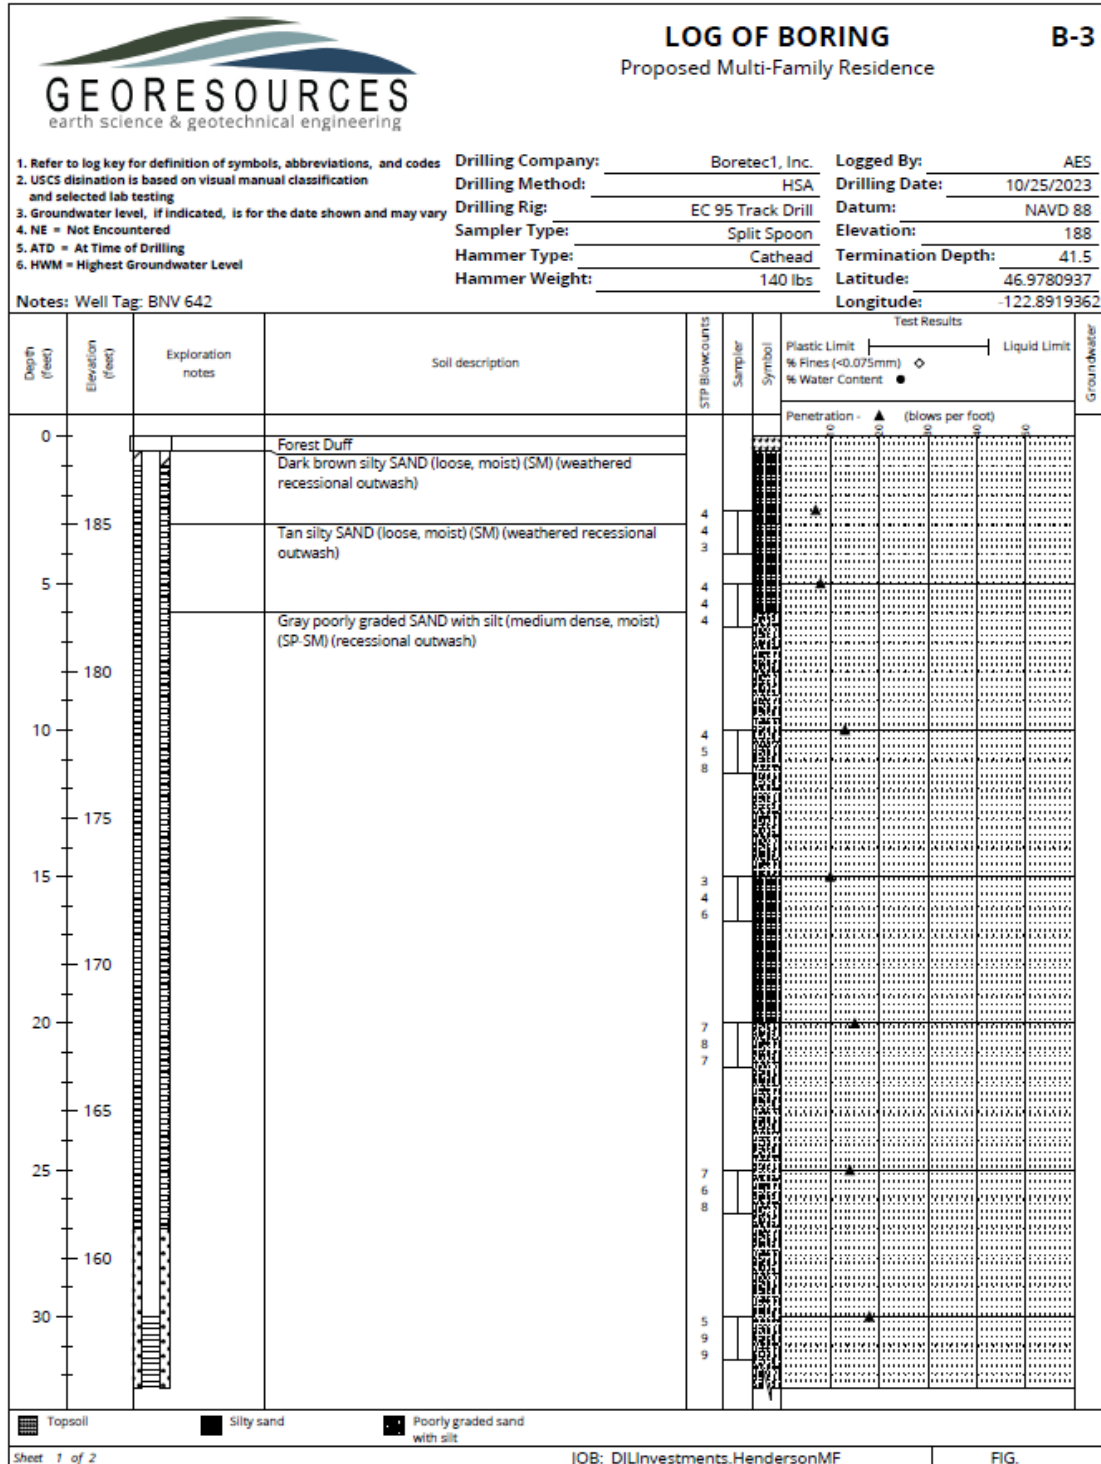 LOG OF BORING
B-3
Proposed Multi-Family Residence
GEORESOURCES
earth science & geotechnical engineering
1. Refer to log key for definition of symbols, abbreviations, and codes
2. USCS disination is based on visual manual classification
and selected lab testing
3. Groundwater level, if indicated, is for the date shown and may vary
4. NE = Not Encountered
5. ATD = At Time of Drilling
6. HWM = Highest Groundwater Level
Notes: Well Tag: BNV 642
Drilling Company: Boretec1, Inc.
Drilling Method: HSA
Drilling Rig: EC 95 Track Drill
Sampler Type: Split Spoon
Hammer Type: Cathead
Hammer Weight: 140 lbs
Logged By: AES
Drilling Date: 10/25/2023
Datum: NAVD 88
Elevation: 188
Termination Depth: 41.5
Latitude: 46.9780937
Longitude: -122.8919362
Depth
(feet)
Elevation
(feet)
Exploration
notes
Soil description
STP Blowcounts
Sampler
Symbol
Test Results
Plastic Limit
Liquid Limit
% Fines (<0.075mm)
% Water Content
Penetration - ▲ (blows per foot)
10 20 30 40 50
Groundwater
0
Forest Duff
Dark brown silty SAND (loose, moist) (SM) (weathered
recessional outwash)
4
4
3
185
Tan silty SAND (loose, moist) (SM) (weathered recessional
outwash)
5
4
4
4
Gray poorly graded SAND with silt (medium dense, moist)
(SP-SM) (recessional outwash)
180
10
4
5
8
175
15
3
4
6
170
20
7
8
7
165
25
7
6
8
160
30
5
9
9
Topsoil
Silty sand
Poorly graded sand
with silt
Sheet 1 of 2
JOB: DILInvestments.HendersonMF
FIG.